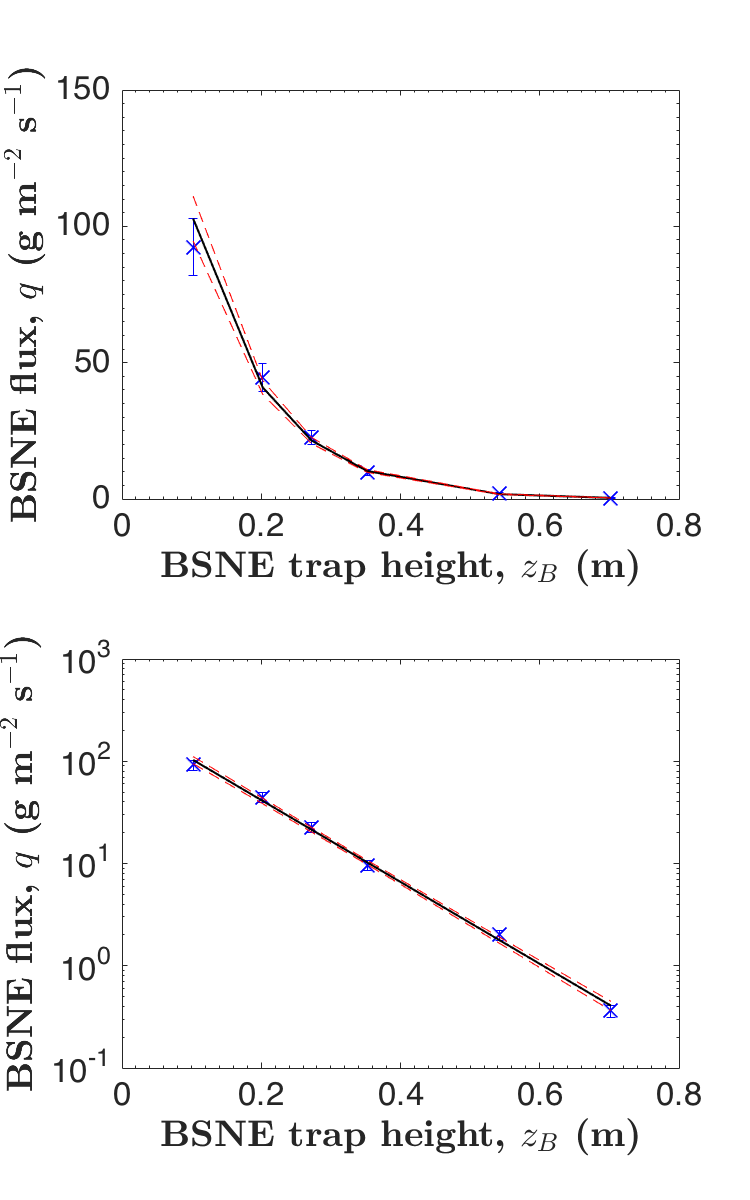 150
100
50
0
0 0.2 0.4 0.6 0.8
BSNE trap height, z_B (m)
BSNE flux, q (g m⁻² s⁻¹)
10³
10²
10¹
10⁰
10⁻¹
0 0.2 0.4 0.6 0.8
BSNE trap height, z_B (m)
BSNE flux, q (g m⁻² s⁻¹)